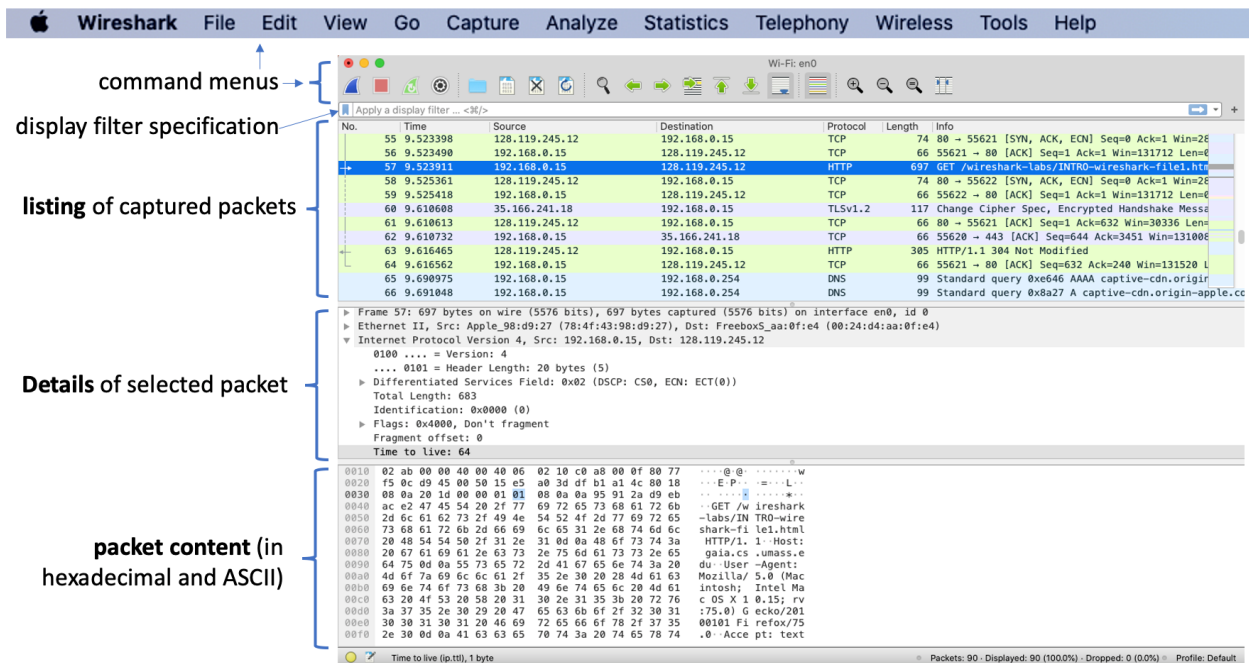 Wireshark File Edit View Go Capture Analyze Statistics Telephony Wireless Tools Help
command menus
display filter specification
listing of captured packets
Details of selected packet
packet content (in
hexadecimal and ASCII)
Wi-Fi: en0
Apply a display filter ... <⌘/>
No. Time Source Destination Protocol Length Info
55 9.523398 128.119.245.12 192.168.0.15 TCP 74 80 → 55621 [SYN, ACK, ECN] Seq=0 Ack=1 Win=28
56 9.523490 192.168.0.15 128.119.245.12 TCP 66 55621 → 80 [ACK] Seq=1 Ack=1 Win=131712 Len=0
57 9.523911 192.168.0.15 128.119.245.12 HTTP 697 GET /wireshark-labs/INTRO-wireshark-file1.htm
58 9.525361 128.119.245.12 192.168.0.15 TCP 74 80 → 55622 [SYN, ACK, ECN] Seq=0 Ack=1 Win=28
59 9.525418 192.168.0.15 128.119.245.12 TCP 66 55622 → 80 [ACK] Seq=1 Ack=1 Win=131712 Len=0
60 9.610608 35.166.241.18 192.168.0.15 TLSv1.2 117 Change Cipher Spec, Encrypted Handshake Messa
61 9.610613 128.119.245.12 192.168.0.15 TCP 66 80 → 55621 [ACK] Seq=1 Ack=632 Win=30336 Len=
62 9.610732 192.168.0.15 35.166.241.18 TCP 66 55620 → 443 [ACK] Seq=644 Ack=3451 Win=131008
63 9.616465 128.119.245.12 192.168.0.15 HTTP 305 HTTP/1.1 304 Not Modified
64 9.616562 192.168.0.15 128.119.245.12 TCP 66 55621 → 80 [ACK] Seq=632 Ack=240 Win=131520 L
65 9.690975 192.168.0.15 192.168.0.254 DNS 99 Standard query 0xe646 AAAA captive-cdn.origin
66 9.691048 192.168.0.15 192.168.0.254 DNS 99 Standard query 0x8a27 A captive-cdn.origin-apple.co
Frame 57: 697 bytes on wire (5576 bits), 697 bytes captured (5576 bits) on interface en0, id 0
Ethernet II, Src: Apple_98:d9:27 (78:4f:43:98:d9:27), Dst: FreeboxS_aa:0f:e4 (00:24:d4:aa:0f:e4)
Internet Protocol Version 4, Src: 192.168.0.15, Dst: 128.119.245.12
0100 .... = Version: 4
.... 0101 = Header Length: 20 bytes (5)
Differentiated Services Field: 0x02 (DSCP: CS0, ECN: ECT(0))
Total Length: 683
Identification: 0x0000 (0)
Flags: 0x4000, Don't fragment
Fragment offset: 0
Time to live: 64
0010 02 ab 00 00 40 00 40 06 02 10 c0 a8 00 0f 80 77 ····@·@· ·······w
0020 f5 0c d9 45 00 50 15 e5 a0 3d df b1 a1 4c 80 18 ···E·P·· ·=···L··
0030 08 0a 20 1d 00 00 01 01 08 0a 0a 95 91 2a d9 eb ·· ····· ·····*··
0040 ac e2 47 45 54 20 2f 77 69 72 65 73 68 61 72 6b ··GET /w ireshark
0050 2d 6c 61 62 73 2f 49 4e 54 52 4f 2d 77 69 72 65 -labs/IN TRO-wire
0060 73 68 61 72 6b 2d 66 69 6c 65 31 2e 68 74 6d 6c shark-fi le1.html
0070 20 48 54 54 50 2f 31 2e 31 0d 0a 48 6f 73 74 3a HTTP/1. 1··Host:
0080 20 67 61 69 61 2e 63 73 2e 75 6d 61 73 73 2e 65 gaia.cs .umass.e
0090 64 75 0d 0a 55 73 65 72 2d 41 67 65 6e 74 3a 20 du··User -Agent:
00a0 4d 6f 7a 69 6c 6c 61 2f 35 2e 30 20 28 4d 61 63 Mozilla/ 5.0 (Mac
00b0 69 6e 74 6f 73 68 3b 20 49 6e 74 65 6c 20 4d 61 intosh; Intel Ma
00c0 63 20 4f 53 20 58 20 31 30 2e 31 35 3b 20 72 76 c OS X 1 0.15; rv
00d0 3a 37 35 2e 30 29 20 47 65 63 6b 6f 2f 32 30 31 :75.0) G ecko/201
00e0 30 30 31 30 31 20 46 69 72 65 66 6f 78 2f 37 35 00101 Fi refox/75
00f0 2e 30 0d 0a 41 63 63 65 70 74 3a 20 74 65 78 74 .0··Acce pt: text
Time to live (ip.ttl), 1 byte
Packets: 90 · Displayed: 90 (100.0%) · Dropped: 0 (0.0%)
Profile: Default